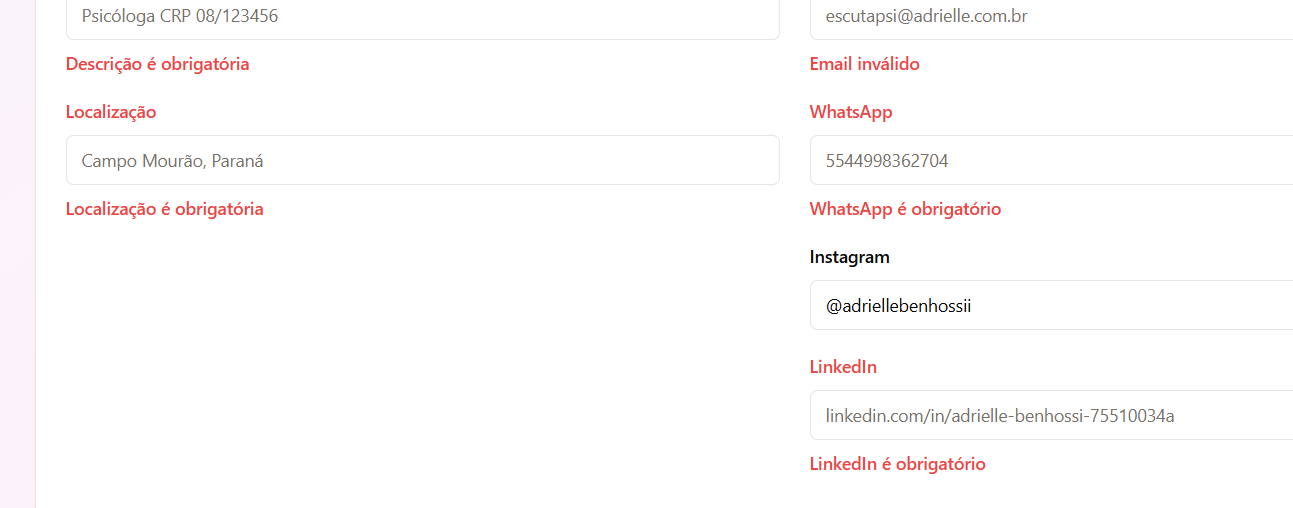 Psicóloga CRP 08/123456
escutapsi@adrielle.com.br
Descrição é obrigatória
Email inválido
Localização
WhatsApp
Campo Mourão, Paraná
5544998362704
Localização é obrigatória
WhatsApp é obrigatório
Instagram
@adriellebenhossii
LinkedIn
linkedin.com/in/adrielle-benhossi-75510034a
LinkedIn é obrigatório